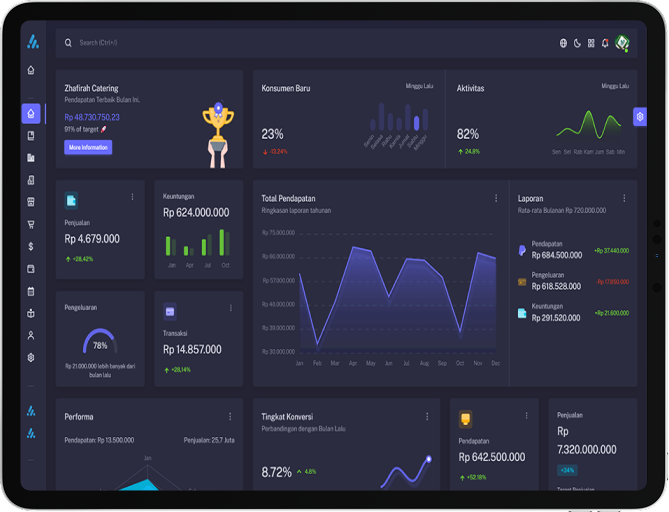 Search (Ctrl+/)
Zhafirah Catering
Pendapatan Terbaik Bulan Ini.
Rp 48.730.750,23
91% of target 🚀
More Information
Konsumen Baru
Minggu Lalu
23%
-13.24%
Senin
Selasa
Rabu
Kamis
Jumat
Sabtu
Minggu
Aktivitas
Minggu Lalu
82%
24.8%
Sen Sel Rab Kam Jum Sab Min
Penjualan
Rp 4.679.000
+28,42%
Keuntungan
Rp 624.000.000
Jan Apr Jul Oct
Total Pendapatan
Ringkasan laporan tahunan
Rp 75.000.000
Rp 66.000.000
Rp 57.000.000
Rp 48.000.000
Rp 39.000.000
Rp 30.000.000
Jan Feb Mar Apr May Jun Jul Aug Sep Oct Nov Dec
Laporan
Rata-rata Bulanan Rp 720.000.000
Pendapatan
Rp 684.500.000
+Rp 37.440.000
Pengeluaran
Rp 618.528.000
Keuntungan
Rp 291.520.000
+Rp 21.600.000
Pengeluaran
78%
Rp 21.000.000 lebih banyak dari
bulan lalu
Transaksi
Rp 14.857.000
+28,14%
Performa
Pendapatan: Rp 13.500.000
Penjualan: 25,7 Juta
Jan
Tingkat Konversi
Perbandingan dengan Bulan Lalu
8.72%
4.8%
Pendapatan
Rp 642.500.000
+52.18%
Penjualan
Rp
7.320.000.000
+34%
Target Penjualan